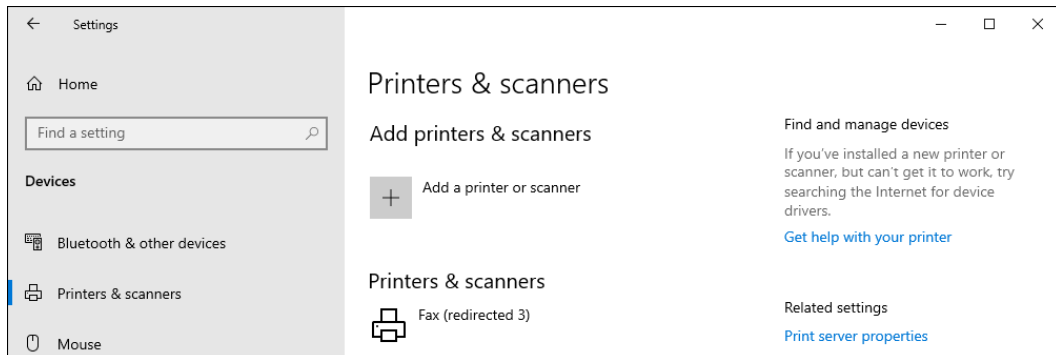 Settings
Home
Find a setting
Devices
Bluetooth & other devices
Printers & scanners
Mouse
Printers & scanners
Add printers & scanners
Add a printer or scanner
Printers & scanners
Fax (redirected 3)
Find and manage devices
If you've installed a new printer or
scanner, but can't get it to work, try
searching the Internet for device
drivers.
Get help with your printer
Related settings
Print server properties